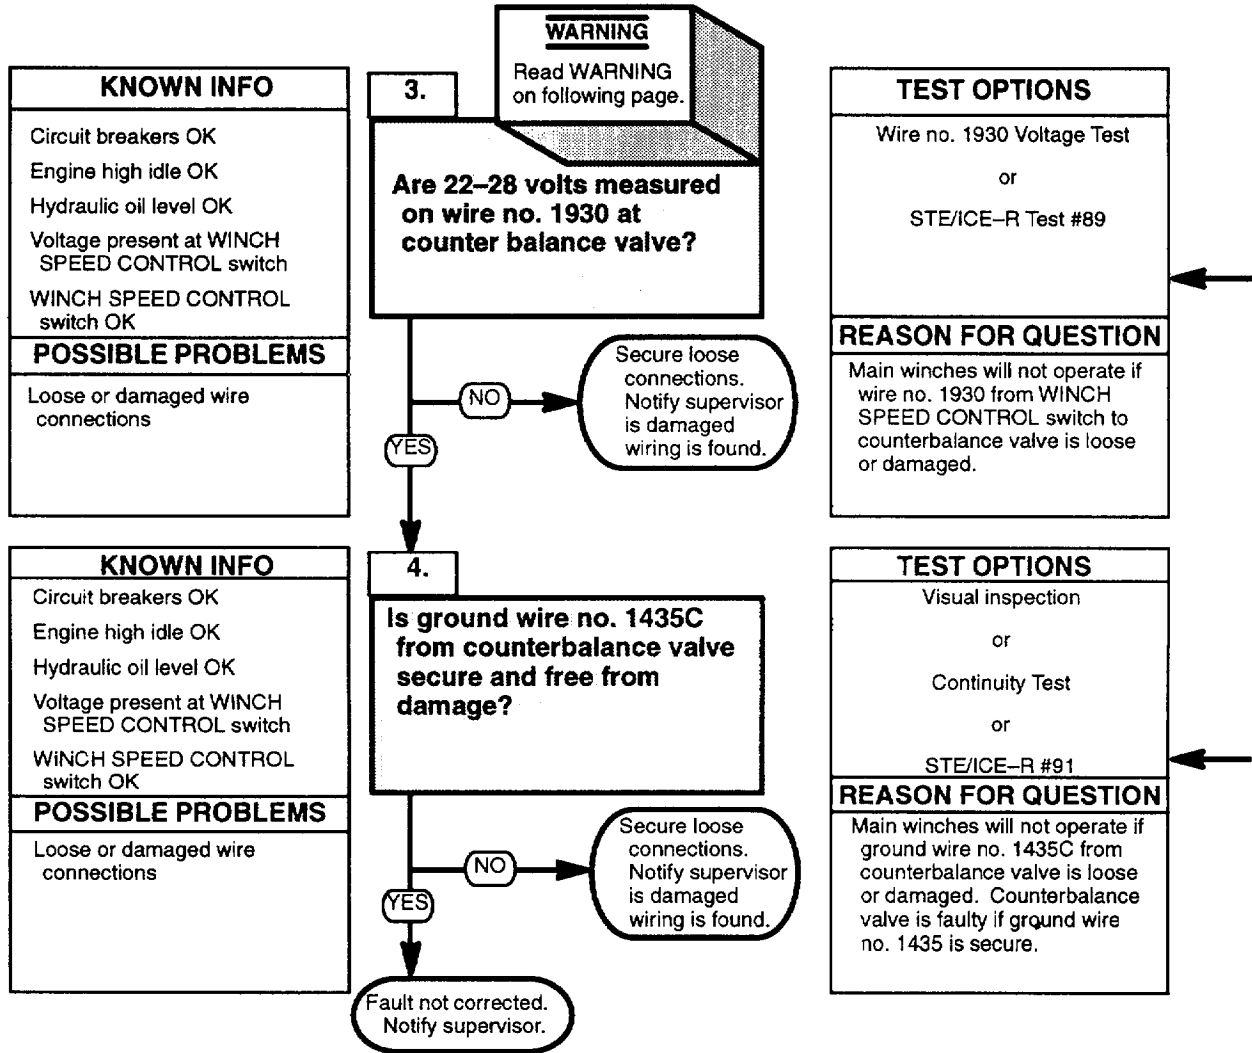 WARNING
Read WARNING
on following page.
KNOWN INFO
Circuit breakers OK
Engine high idle OK
Hydraulic oil level OK
Voltage present at WINCH
SPEED CONTROL switch
WINCH SPEED CONTROL
switch OK
POSSIBLE PROBLEMS
Loose or damaged wire
connections
3.
Are 22–28 volts measured
on wire no. 1930 at
counter balance valve?
NO
Secure loose
connections.
Notify supervisor
is damaged
wiring is found.
YES
TEST OPTIONS
Wire no. 1930 Voltage Test
or
STE/ICE–R Test #89
REASON FOR QUESTION
Main winches will not operate if
wire no. 1930 from WINCH
SPEED CONTROL switch to
counterbalance valve is loose
or damaged.
KNOWN INFO
Circuit breakers OK
Engine high idle OK
Hydraulic oil level OK
Voltage present at WINCH
SPEED CONTROL switch
WiNCH SPEED CONTROL
switch OK
POSSIBLE PROBLEMS
Loose or damaged wire
connections
4.
Is ground wire no. 1435C
from counterbalance valve
secure and free from
damage?
NO
Secure loose
connections.
Notify supervisor
is damaged
wiring is found.
YES
Fault not corrected.
Notify supervisor.
TEST OPTIONS
Visual inspection
or
Continuity Test
or
STE/ICE–R #91
REASON FOR QUESTION
Main winches will not operate if
ground wire no. 1435C from
counterbalance valve is loose
or damaged. Counterbalance
valve is faulty if ground wire
no. 1435 is secure.